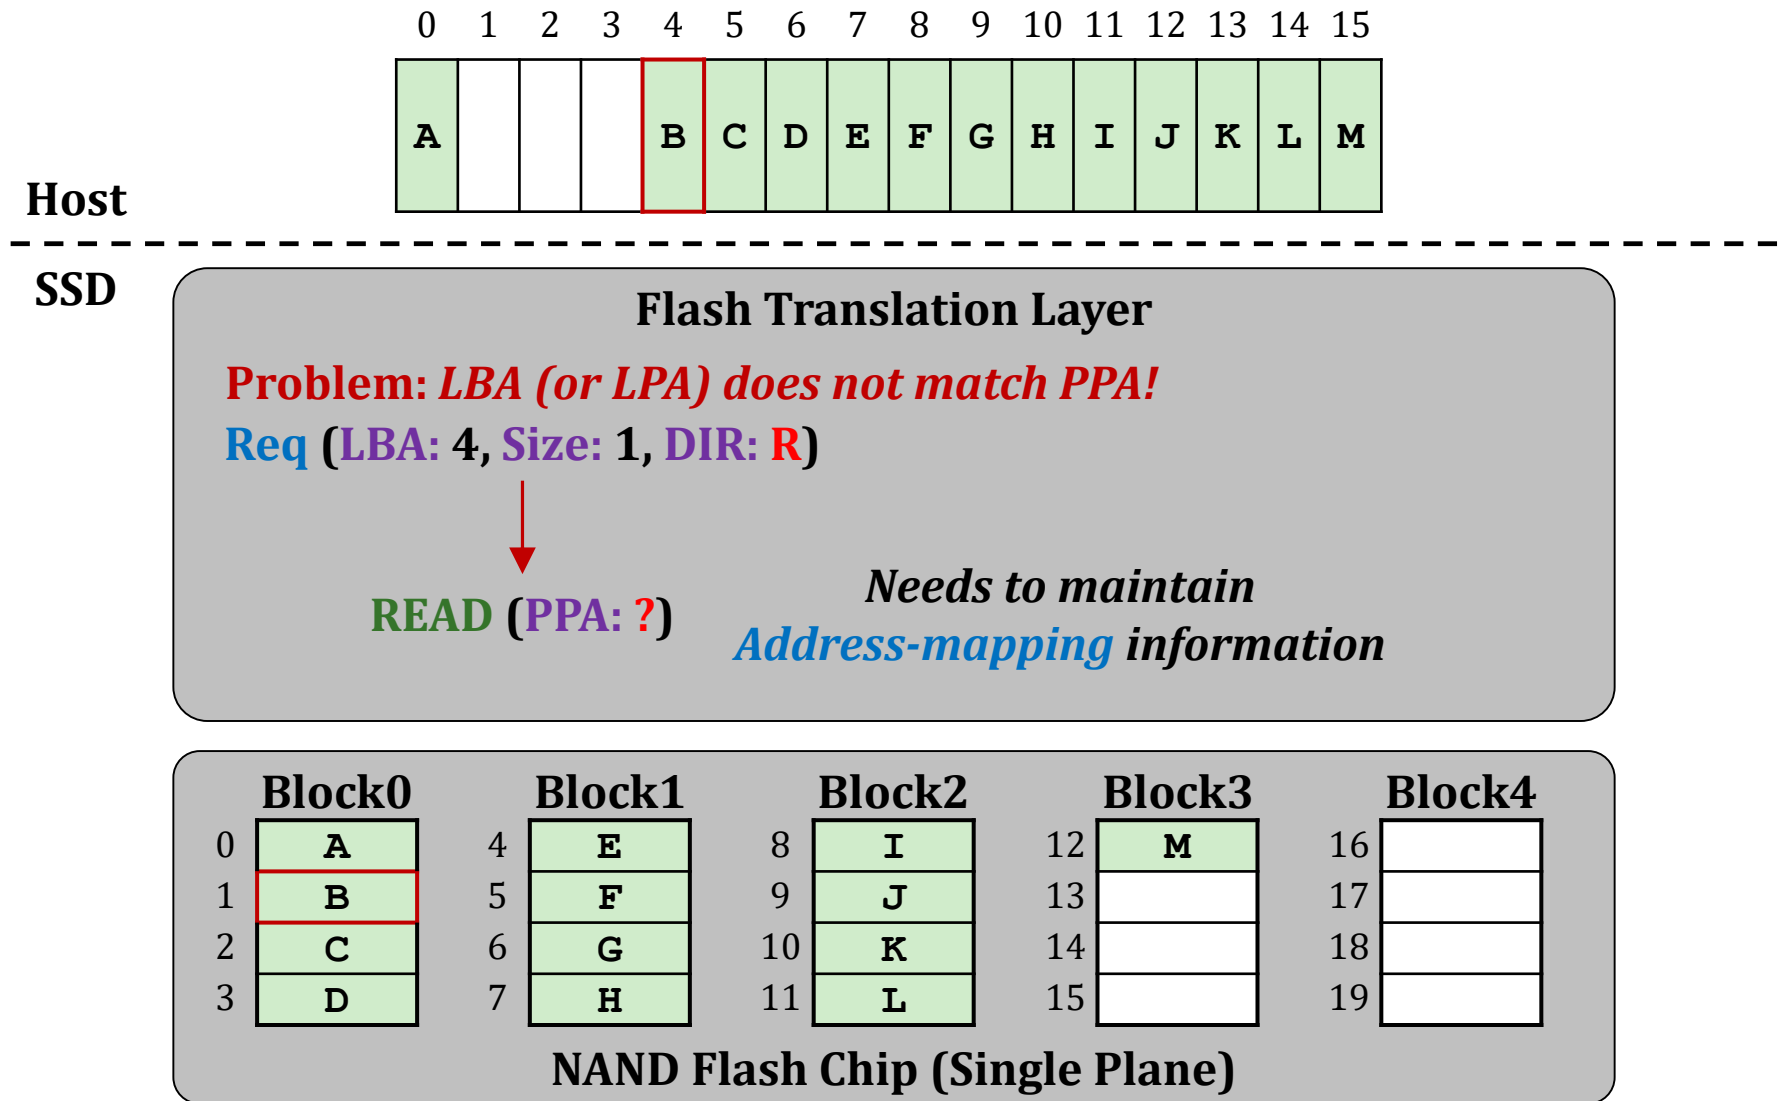 0 1 2 3 4 5 6 7 8 9 10 11 12 13 14 15
A B C D E F G H I J K L M
Host
SSD
Flash Translation Layer
Problem: LBA (or LPA) does not match PPA!
Req (LBA: 4, Size: 1, DIR: R)
READ (PPA: ?)
Needs to maintain
Address-mapping information
Block0 Block1 Block2 Block3 Block4
0 A 4 E 8 I 12 M 16
1 B 5 F 9 J 13 17
2 C 6 G 10 K 14 18
3 D 7 H 11 L 15 19
NAND Flash Chip (Single Plane)